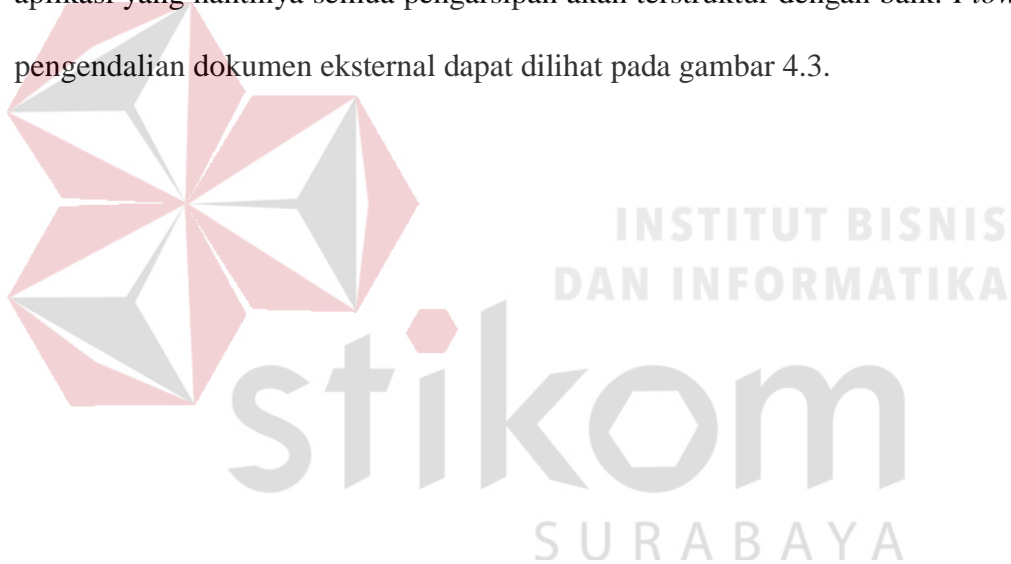 aplikasi yang nantinya semua pengarsipan akan terstruktur dengan baik.
pengendalian dokumen eksternal dapat dilihat pada gambar 4.3.
INSTITUT BISNIS
DAN INFORMATIKA
stikom
SURABAYA